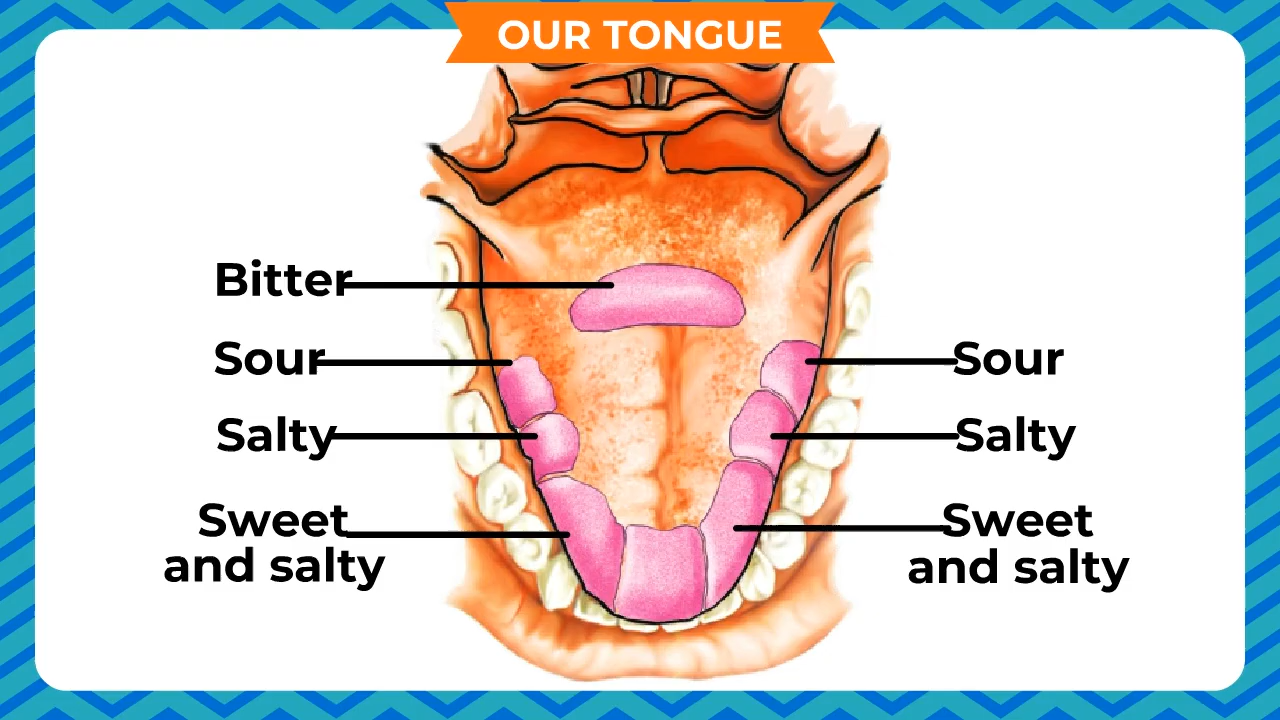 OUR TONGUE
Bitter
Sour
Sour
Salty
Salty
Sweet
and salty
Sweet
and salty